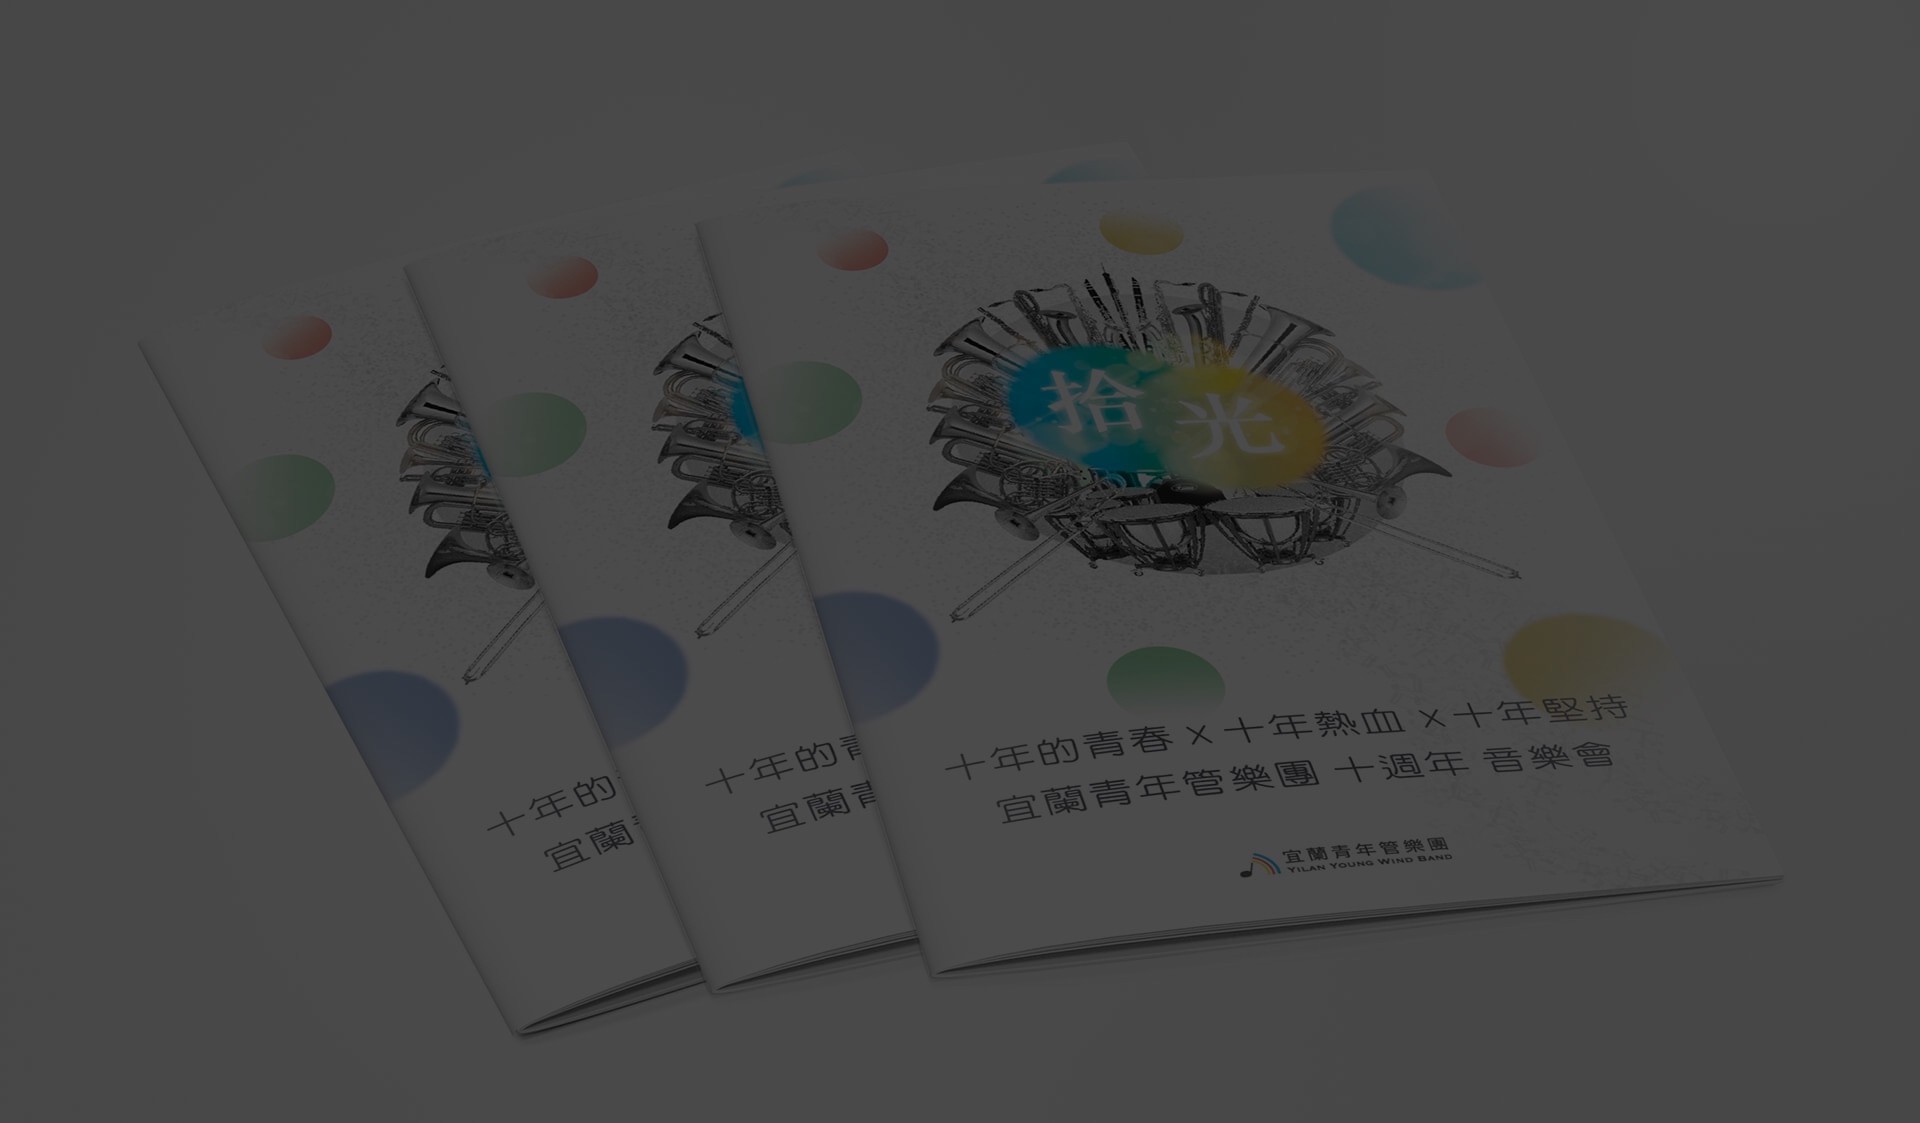 拾光
十年的青春 × 十年熱血 × 十年堅持
宜蘭青年管樂團 十週年 音樂會
宜蘭青年管樂團
YILAN YOUNG WIND BAND
十年的青
宜蘭青
十年的
宜蘭青